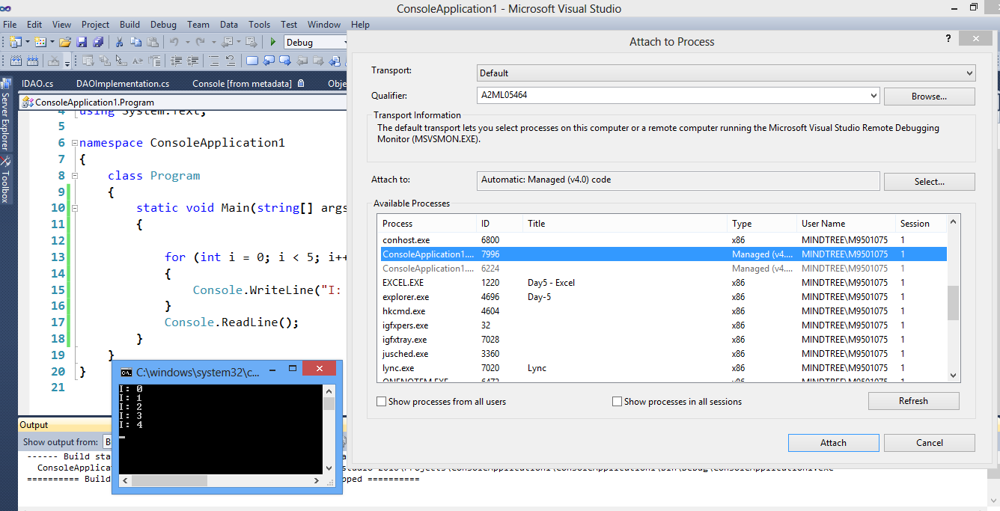 ConsoleApplication1 - Microsoft Visual Studio
File Edit View Project Build Debug Team Data Tools Test Window Help
Debug
IDAO.cs DAOImplementation.cs Console [from metadata] Obje
Server Explorer
Toolbox
ConsoleApplication1.Program
4 using System.Text;
5
6 namespace ConsoleApplication1
7 {
8 class Program
9 {
10 static void Main(string[] args
11 {
12
13 for (int i = 0; i < 5; i++
14 {
15 Console.WriteLine("I:
16 }
17 Console.ReadLine();
18 }
19 }
20 }
21
C:\windows\system32\c...
I: 0
I: 1
I: 2
I: 3
I: 4
Output
Show output from: B
------ Build sta
ConsoleApplicat
========== Build
pped ==========
Attach to Process
Transport: Default
Qualifier: A2ML05464 Browse...
Transport Information
The default transport lets you select processes on this computer or a remote computer running the Microsoft Visual Studio Remote Debugging
Monitor (MSVSMON.EXE).
Attach to: Automatic: Managed (v4.0) code Select...
Available Processes
Process ID Title Type User Name Session
conhost.exe 6800 x86 MINDTREE\M9501075 1
ConsoleApplication1.... 7996 Managed (v4.... MINDTREE\M9501075 1
ConsoleApplication1.... 6224 Managed (v4.... MINDTREE\M9501075 1
EXCEL.EXE 1220 Day5 - Excel x86 MINDTREE\M9501075 1
explorer.exe 4696 Day-5 x86 MINDTREE\M9501075 1
hkcmd.exe 4604 x86 MINDTREE\M9501075 1
igfxpers.exe 32 x86 MINDTREE\M9501075 1
igfxtray.exe 7028 x86 MINDTREE\M9501075 1
jusched.exe 3360 x86 MINDTREE\M9501075 1
lync.exe 7020 Lync x86 MINDTREE\M9501075 1
Show processes from all users Show processes in all sessions Refresh
Attach Cancel